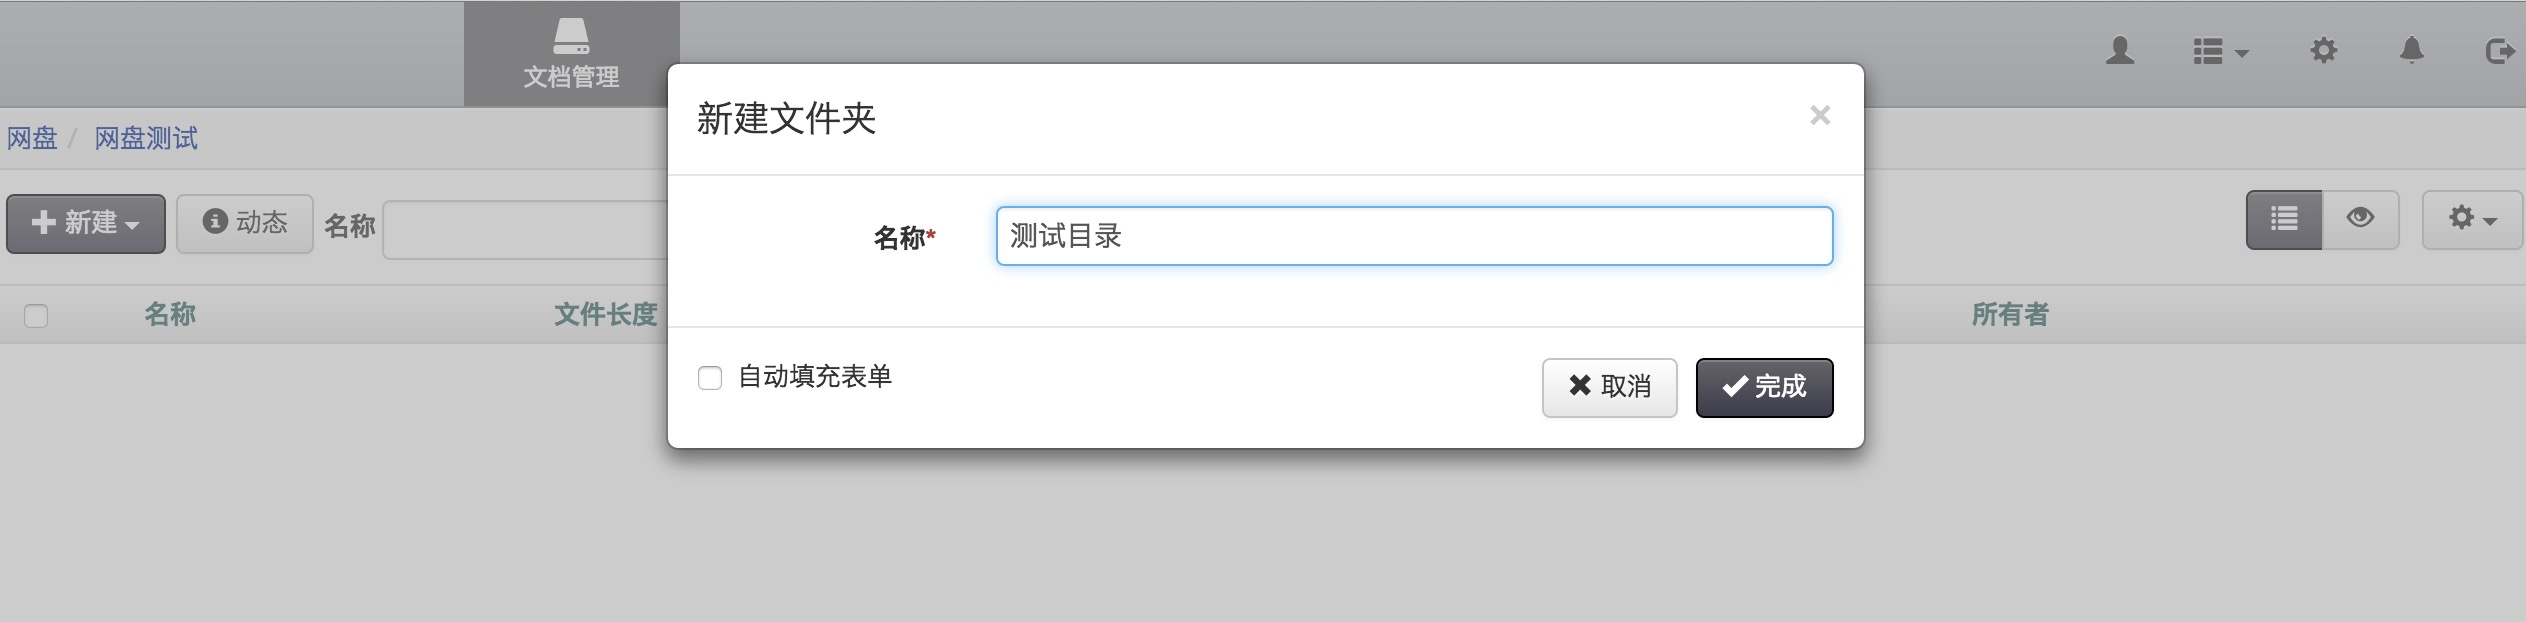 文档管理
网盘 / 网盘测试
新建 动态 名称
名称 文件长度 所有者
新建文件夹 ×
名称* 测试目录
自动填充表单 取消 完成